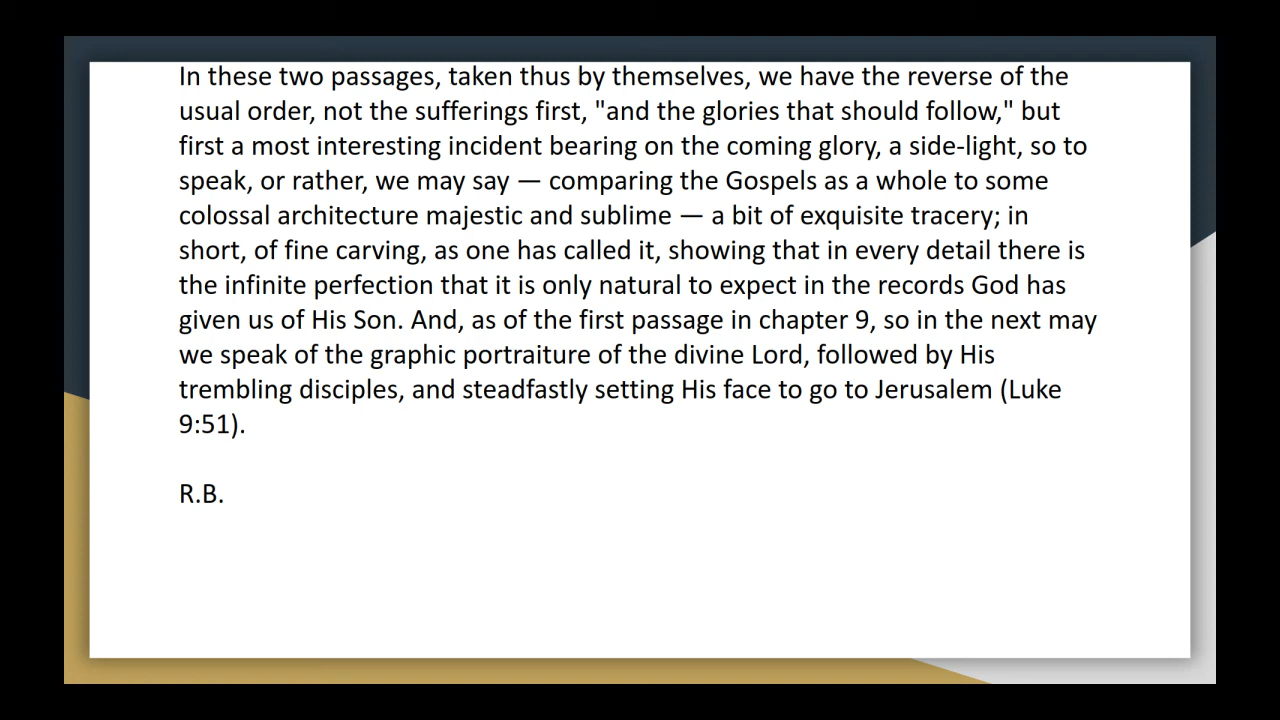 In these two passages, taken thus by themselves, we have the reverse of the
usual order, not the sufferings first, "and the glories that should follow," but
first a most interesting incident bearing on the coming glory, a side-light, so to
speak, or rather, we may say — comparing the Gospels as a whole to some
colossal architecture majestic and sublime — a bit of exquisite tracery; in
short, of fine carving, as one has called it, showing that in every detail there is
the infinite perfection that it is only natural to expect in the records God has
given us of His Son. And, as of the first passage in chapter 9, so in the next may
we speak of the graphic portraiture of the divine Lord, followed by His
trembling disciples, and steadfastly setting His face to go to Jerusalem (Luke
9:51).
R.B.